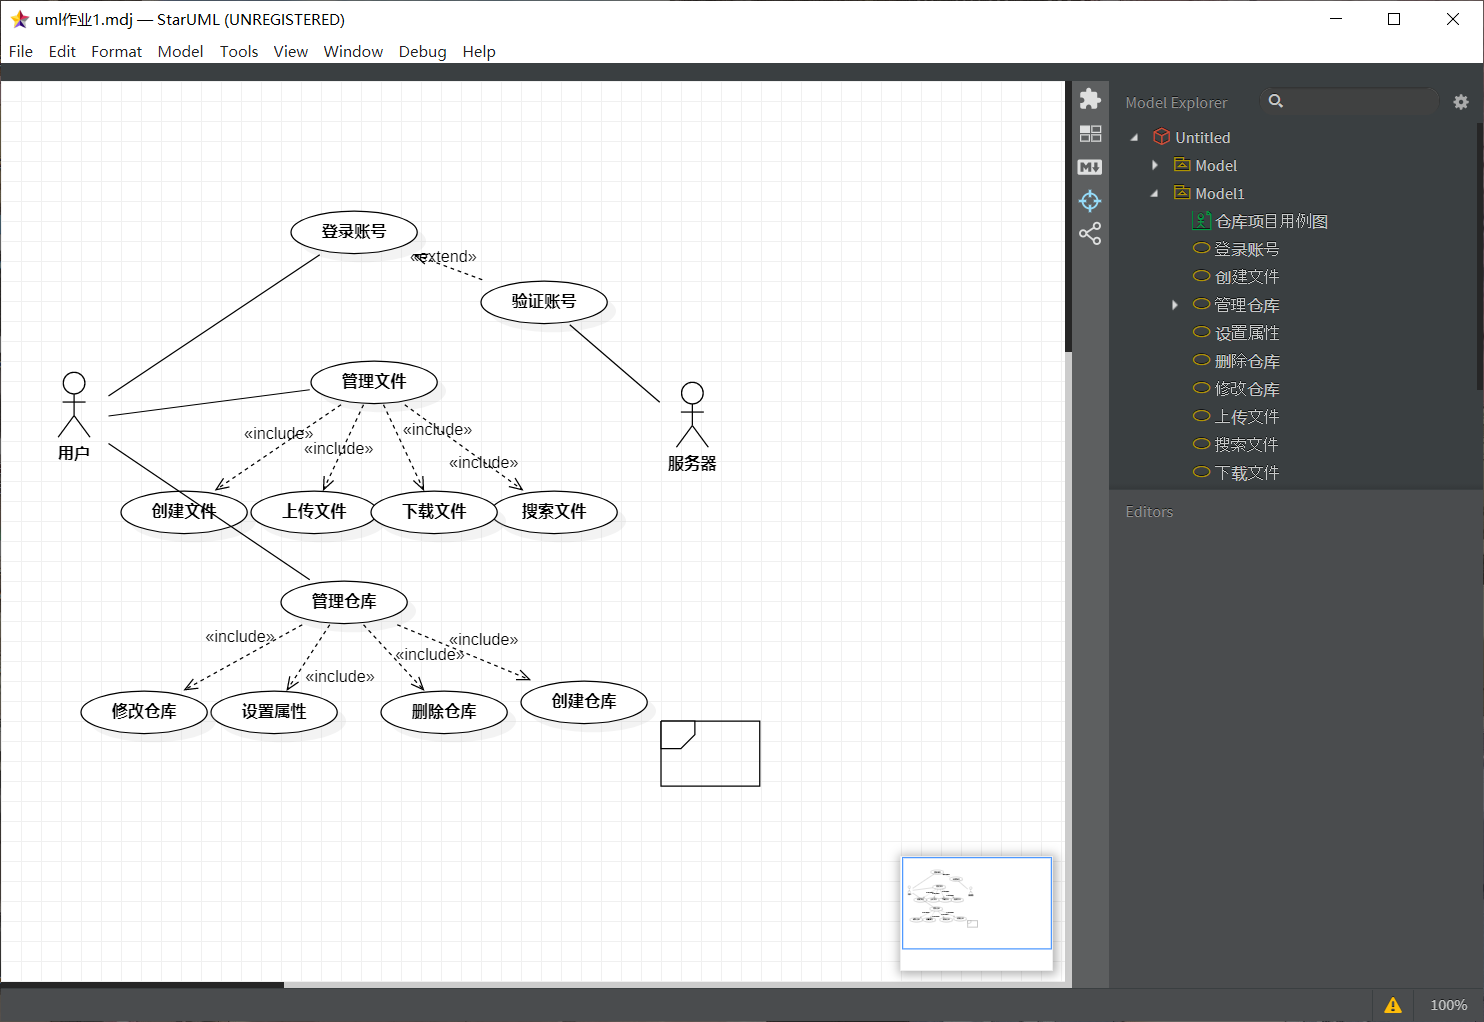 uml作业1.mdj — StarUML (UNREGISTERED)
File Edit Format Model Tools View Window Debug Help
登录账号
«extend»
验证账号
管理文件
用户
服务器
«include»
«include»
«include»
«include»
创建文件
上传文件
下载文件
搜索文件
管理仓库
«include»
«include»
«include»
«include»
修改仓库
设置属性
删除仓库
创建仓库
Model Explorer
Untitled
Model
Model1
仓库项目用例图
登录账号
创建文件
管理仓库
设置属性
删除仓库
修改仓库
上传文件
搜索文件
下载文件
Editors
100%